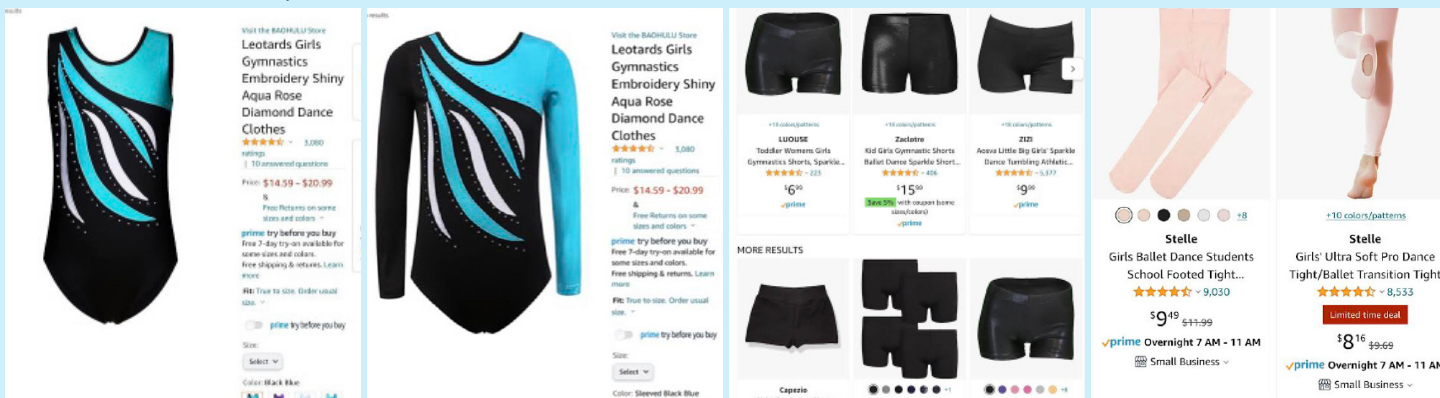 results
Visit the BAOHULU Store
Leotards Girls
Gymnastics
Embroidery Shiny
Aqua Rose
Diamond Dance
Clothes
3,080
ratings
| 10 answered questions
Price: $14.59 - $20.99
&
Free Returns on some
sizes and colors
prime try before you buy
Free 7-day try-on available for
some sizes and colors.
Free shipping & returns. Learn
more
Fit: True to size. Order usual
size.
prime try before you buy
Size:
Select
Color: Black Blue
results
Visit the BAOHULU Store
Leotards Girls
Gymnastics
Embroidery Shiny
Aqua Rose
Diamond Dance
Clothes
3,080
ratings
| 10 answered questions
Price: $14.59 - $20.99
&
Free Returns on some
sizes and colors
prime try before you buy
Free 7-day try-on available for
some sizes and colors.
Free shipping & returns. Learn
more
Fit: True to size. Order usual
size.
prime try before you buy
Size:
Select
Color: Sleeved Black Blue
colors/patterns
LUOUSE
Toddler Womens Girls
Gymnastics Shorts, Sparkle...
223
$6.99
prime
colors/patterns
Zaclotre
Kid Girls Gymnastic Shorts
Ballet Dance Sparkle Short...
406
$15.99
Save 5% with coupon (some
sizes/colors)
prime
colors/patterns
ZIZI
Aosva Little Big Girls' Sparkle
Dance Tumbling Athletic...
5,377
$9.99
prime
MORE RESULTS
Capezio
+1
+8
+8
Stelle
Girls Ballet Dance Students
School Footed Tight...
9,030
$9.49 $11.99
prime Overnight 7 AM - 11 AM
Small Business
+10 colors/patterns
Stelle
Girls' Ultra Soft Pro Dance
Tight/Ballet Transition Tight
8,533
Limited time deal
$8.16 $9.69
prime Overnight 7 AM - 11 AM
Small Business